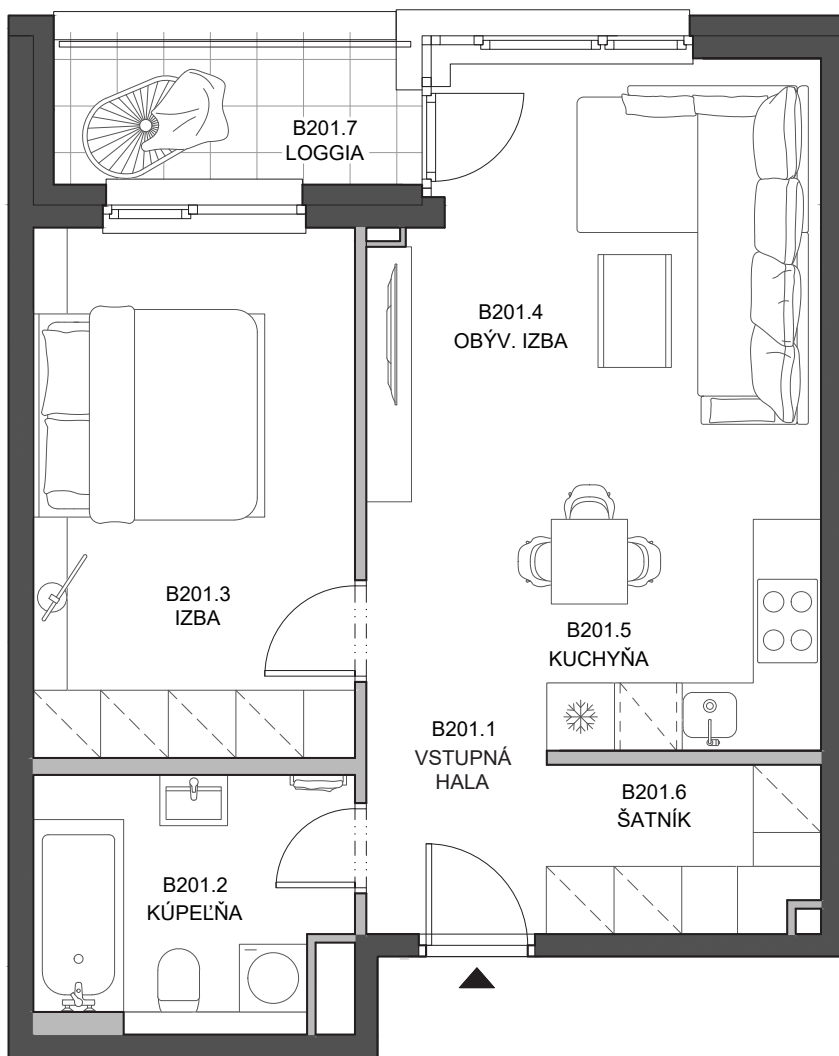 B201.7
LOGGIA
B201.4
OBÝV. IZBA
B201.3
IZBA
B201.5
KUCHYŇA
B201.1
VSTUPNÁ
HALA
B201.6
ŠATNÍK
B201.2
KÚPEĽŇA